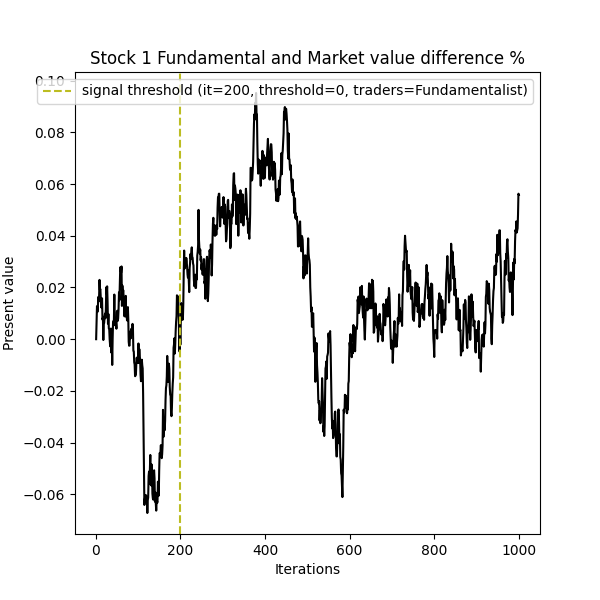 Stock 1 Fundamental and Market value difference %
0.10
signal threshold (it=200, threshold=0, traders=Fundamentalist)
0.08
0.06
0.04
0.02
0.00
−0.02
−0.04
−0.06
Present value
0 200 400 600 800 1000
Iterations